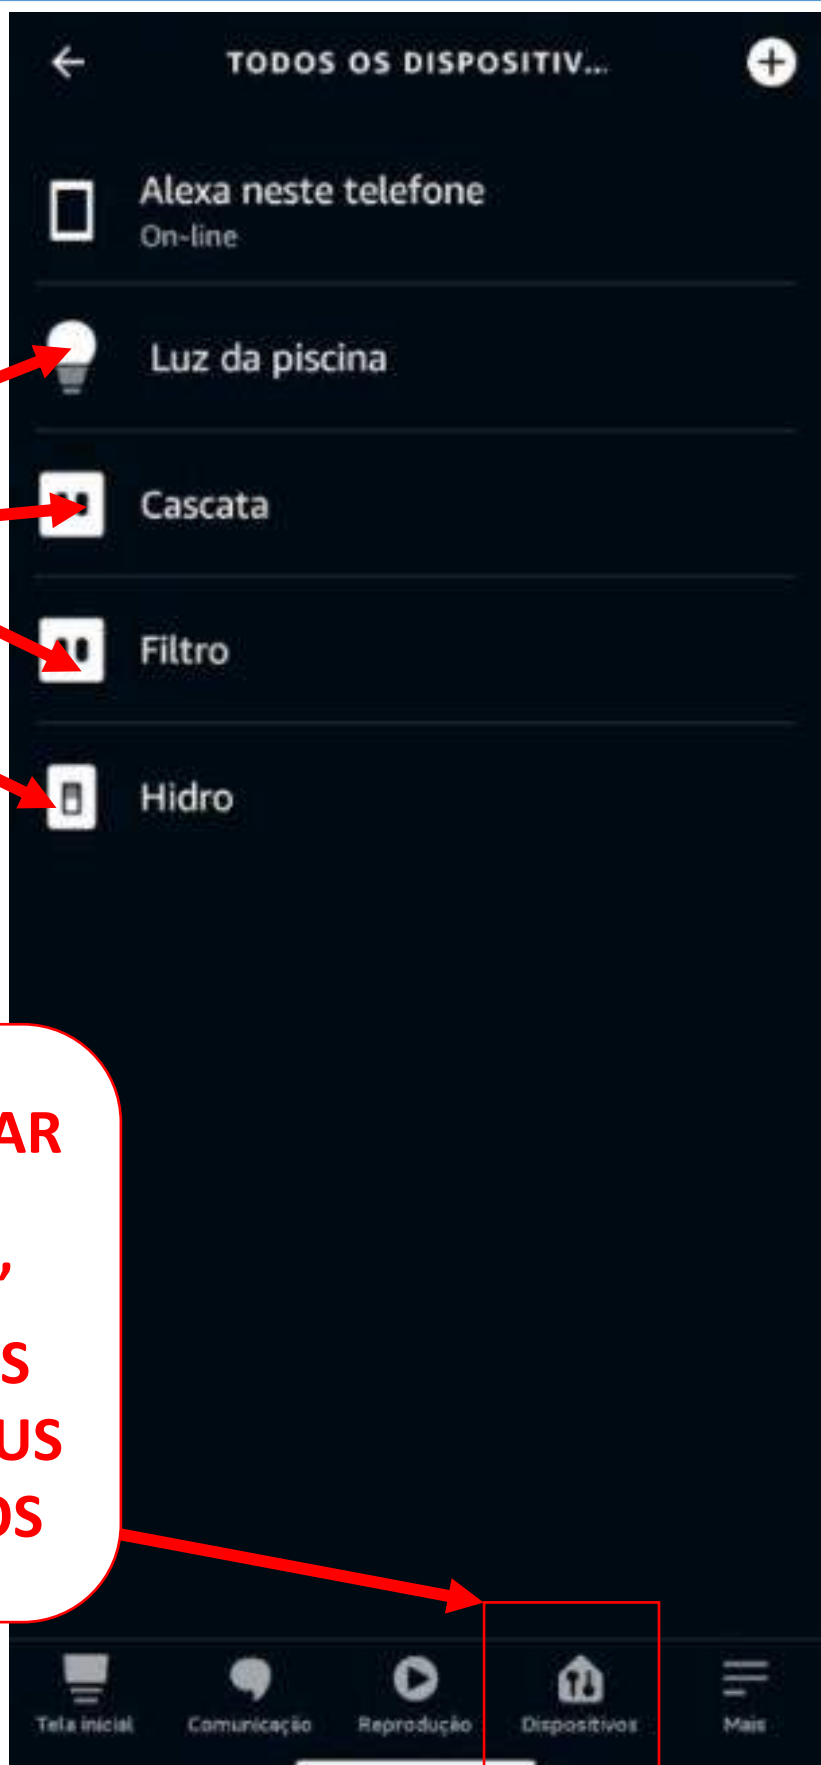 TODOS OS DISPOSITIV...
Alexa neste telefone
On-line
Luz da piscina
Cascata
Filtro
Hidro
AR
,
S
US
OS
Tela inicial
Comunicação
Reprodução
Dispositivos
Mais